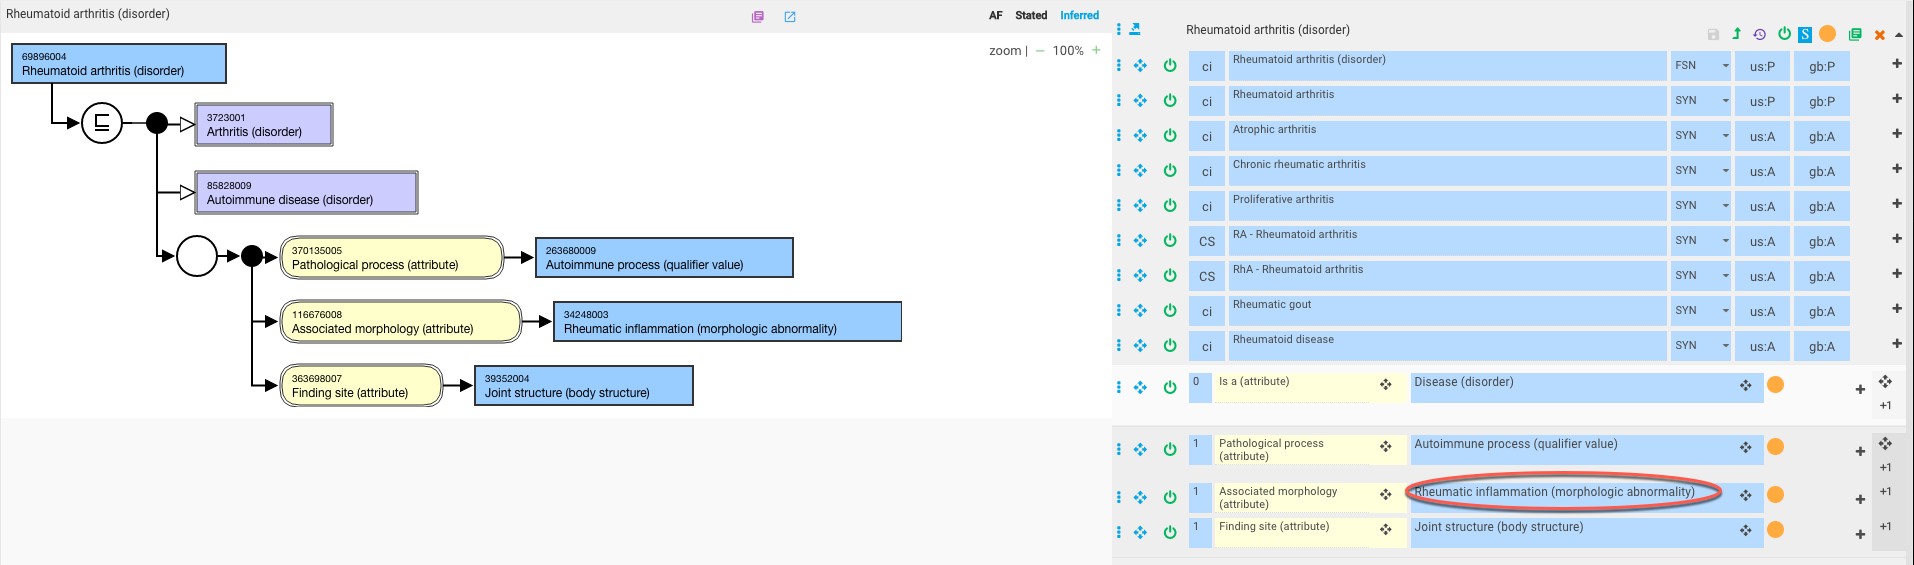 Rheumatoid arthritis (disorder)
AF Stated Inferred
zoom | − 100% +
69896004
Rheumatoid arthritis (disorder)
⊑
3723001
Arthritis (disorder)
85828009
Autoimmune disease (disorder)
370135005
Pathological process (attribute)
263680009
Autoimmune process (qualifier value)
116676008
Associated morphology (attribute)
34248003
Rheumatic inflammation (morphologic abnormality)
363698007
Finding site (attribute)
39352004
Joint structure (body structure)
Rheumatoid arthritis (disorder)
S
ci Rheumatoid arthritis (disorder) FSN us:P gb:P +
ci Rheumatoid arthritis SYN us:P gb:P +
ci Atrophic arthritis SYN us:A gb:A +
ci Chronic rheumatic arthritis SYN us:A gb:A +
ci Proliferative arthritis SYN us:A gb:A +
CS RA - Rheumatoid arthritis SYN us:A gb:A +
CS RhA - Rheumatoid arthritis SYN us:A gb:A +
ci Rheumatic gout SYN us:A gb:A +
ci Rheumatoid disease SYN us:A gb:A +
0 Is a (attribute) Disease (disorder) +
+1
1 Pathological process Autoimmune process (qualifier value) +
(attribute)
+1
1 Associated morphology Rheumatic inflammation (morphologic abnormality) + +1
(attribute)
1 Finding site (attribute) Joint structure (body structure) + +1